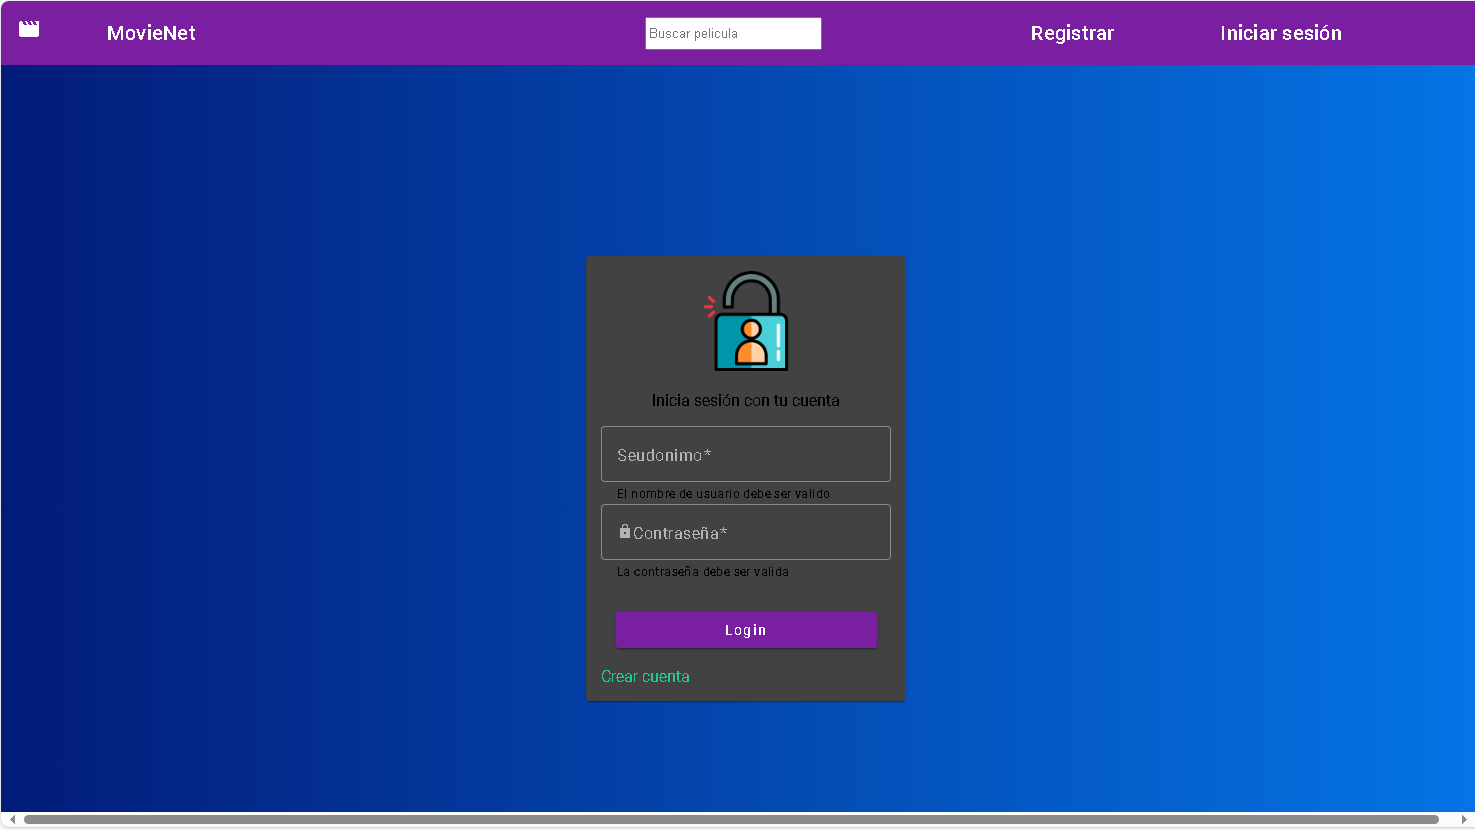 MovieNet
Buscar pelicula
Registrar
Iniciar sesión
Inicia sesión con tu cuenta
Seudonimo*
El nombre de usuario debe ser valido
Contraseña*
La contraseña debe ser valida
Login
Crear cuenta